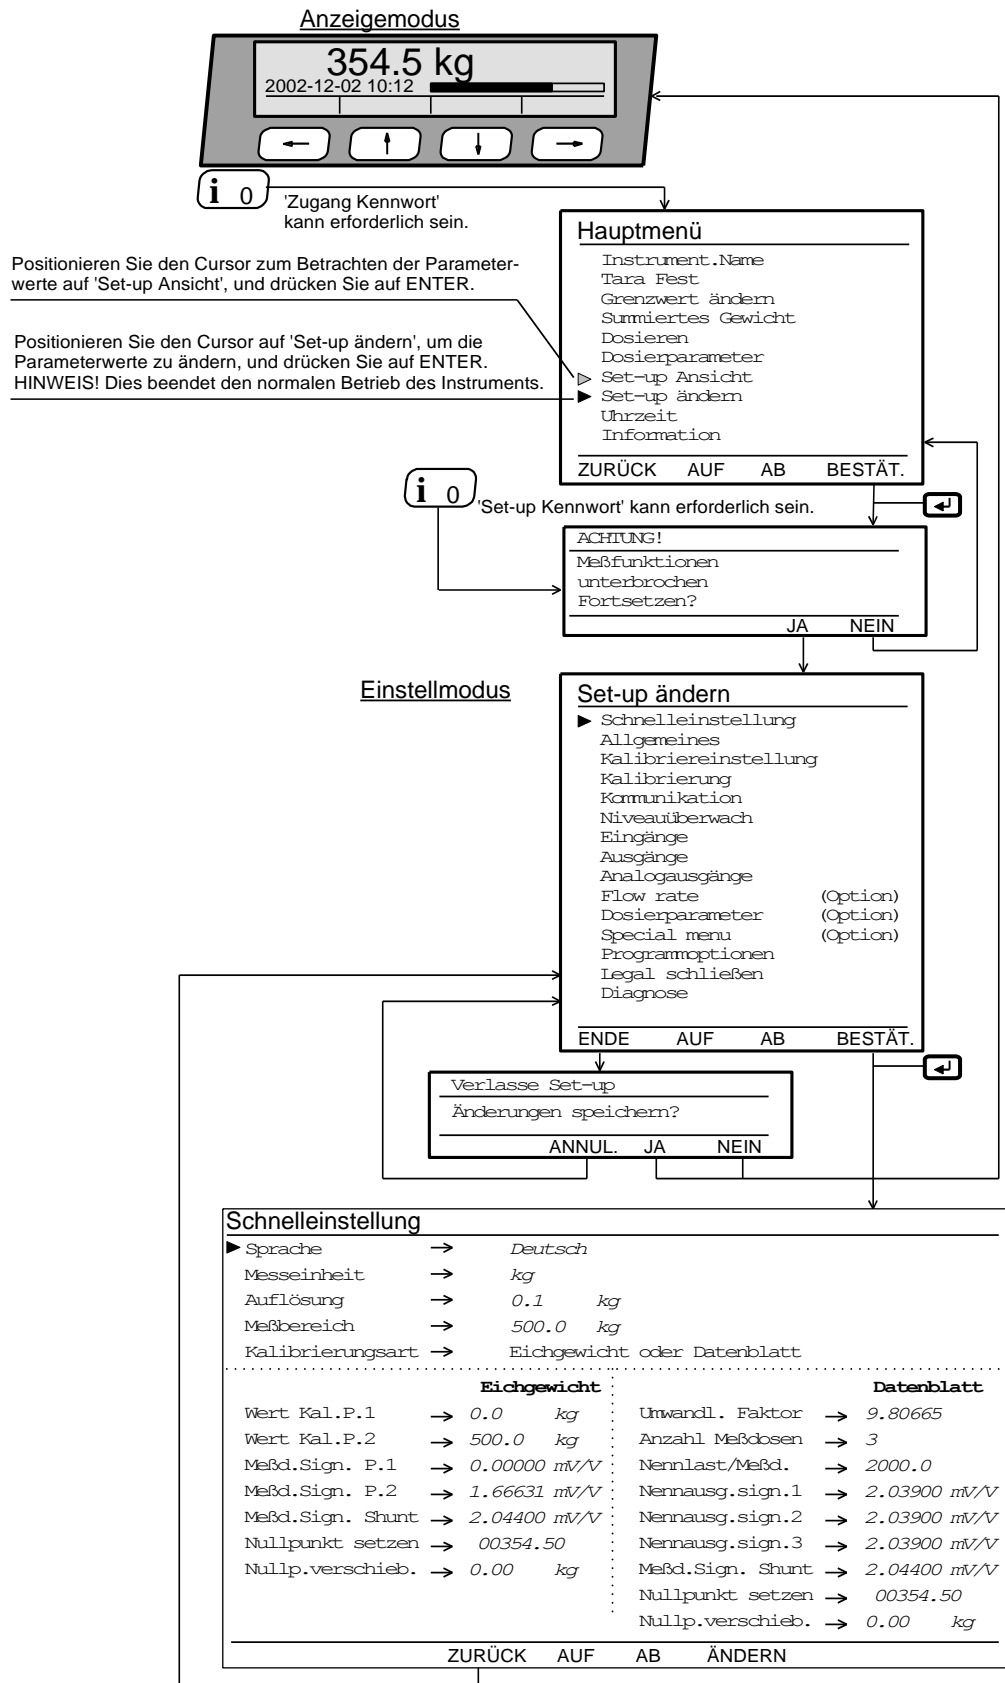 Anzeigemodus
354.5 kg
2002-12-02 10:12
i 0
'Zugang Kennwort'
kann erforderlich sein.
Hauptmenü
Instrument.Name
Tara Fest
Grenzwert ändern
Summiertes Gewicht
Dosieren
Dosierparameter
Set-up Ansicht
Set-up ändern
Uhrzeit
Information
ZURÜCK AUF AB BESTÄT.
Positionieren Sie den Cursor zum Betrachten der Parameter-
werte auf 'Set-up Ansicht', und drücken Sie auf ENTER.
Positionieren Sie den Cursor auf 'Set-up ändern', um die
Parameterwerte zu ändern, und drücken Sie auf ENTER.
HINWEIS! Dies beendet den normalen Betrieb des Instruments.
i 0
'Set-up Kennwort' kann erforderlich sein.
ACHTUNG!
Meßfunktionen
unterbrochen
Fortsetzen?
JA NEIN
Einstellmodus
Set-up ändern
Schnelleinstellung
Allgemeines
Kalibriereinstellung
Kalibrierung
Kommunikation
Niveauüberwach
Eingänge
Ausgänge
Analogausgänge
Flow rate (Option)
Dosierparameter (Option)
Special menu (Option)
Programmoptionen
Legal schließen
Diagnose
ENDE AUF AB BESTÄT.
Verlasse Set-up
Änderungen speichern?
ANNUL. JA NEIN
Schnelleinstellung
Sprache → Deutsch
Messeinheit → kg
Auflösung → 0.1 kg
Meßbereich → 500.0 kg
Kalibrierungsart → Eichgewicht oder Datenblatt
Eichgewicht
Wert Kal.P.1 → 0.0 kg
Wert Kal.P.2 → 500.0 kg
Meßd.Sign. P.1 → 0.00000 mV/V
Meßd.Sign. P.2 → 1.66631 mV/V
Meßd.Sign. Shunt → 2.04400 mV/V
Nullpunkt setzen → 00354.50
Nullp.verschieb. → 0.00 kg
Datenblatt
Umwandl. Faktor → 9.80665
Anzahl Meßdosen → 3
Nennlast/Meßd. → 2000.0
Nennausg.sign.1 → 2.03900 mV/V
Nennausg.sign.2 → 2.03900 mV/V
Nennausg.sign.3 → 2.03900 mV/V
Meßd.Sign. Shunt → 2.04400 mV/V
Nullpunkt setzen → 00354.50
Nullp.verschieb. → 0.00 kg
ZURÜCK AUF AB ÄNDERN